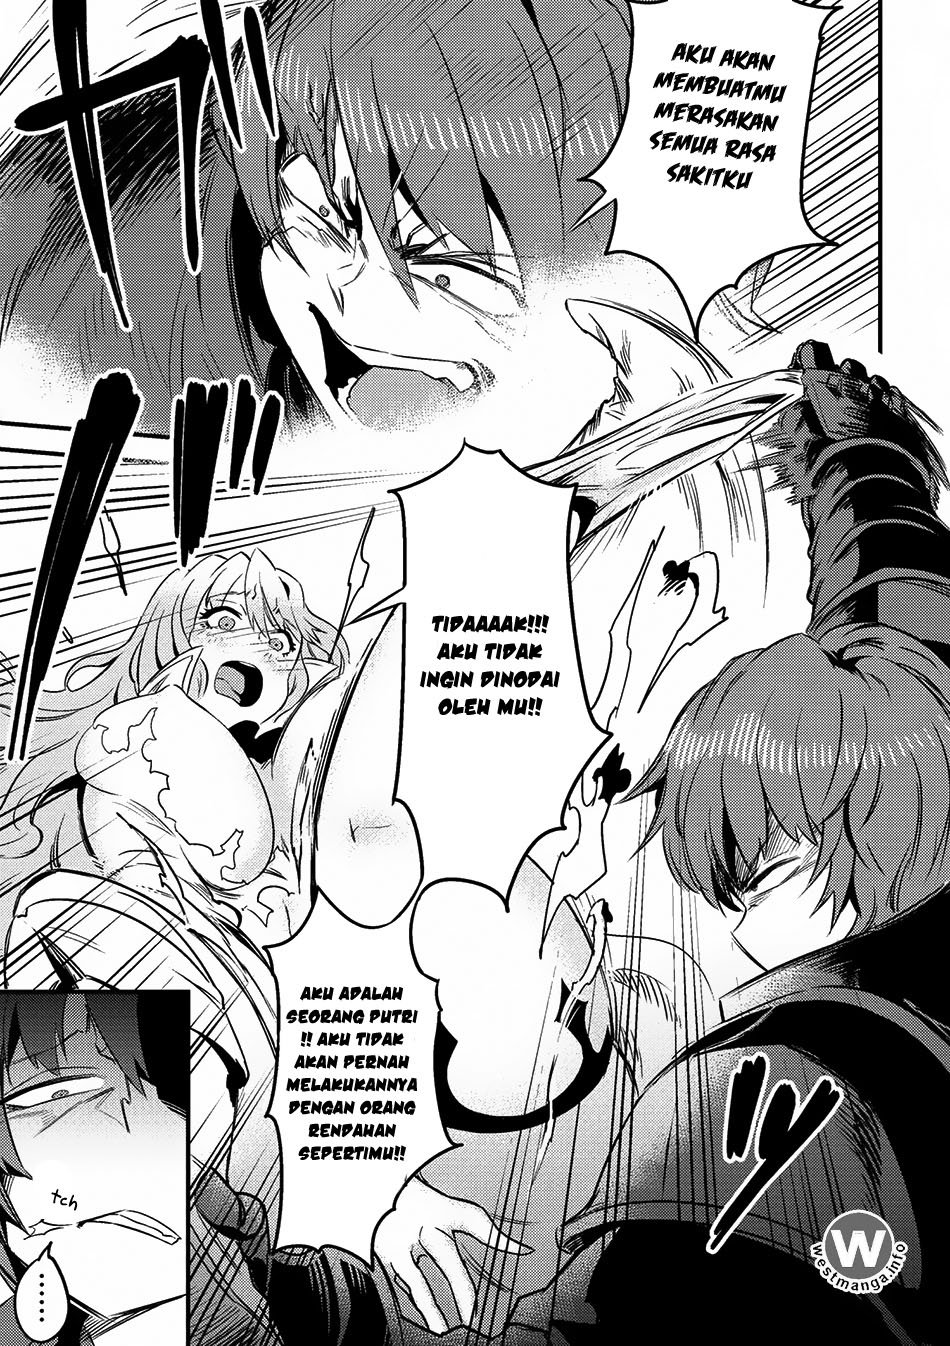 AKU AKAN
MEMBUATMU
MERASAKAN
SEMUA RASA
SAKITKU
TIDAAAAK!!!
AKU TIDAK
INGIN DINODAI
OLEH MU!!
AKU ADALAH
SEORANG PUTRI
!! AKU TIDAK
AKAN PERNAH
MELAKUKANNYA
DENGAN ORANG
RENDAHAN
SEPERTIMU!!
tch
......
W
westmanga.info